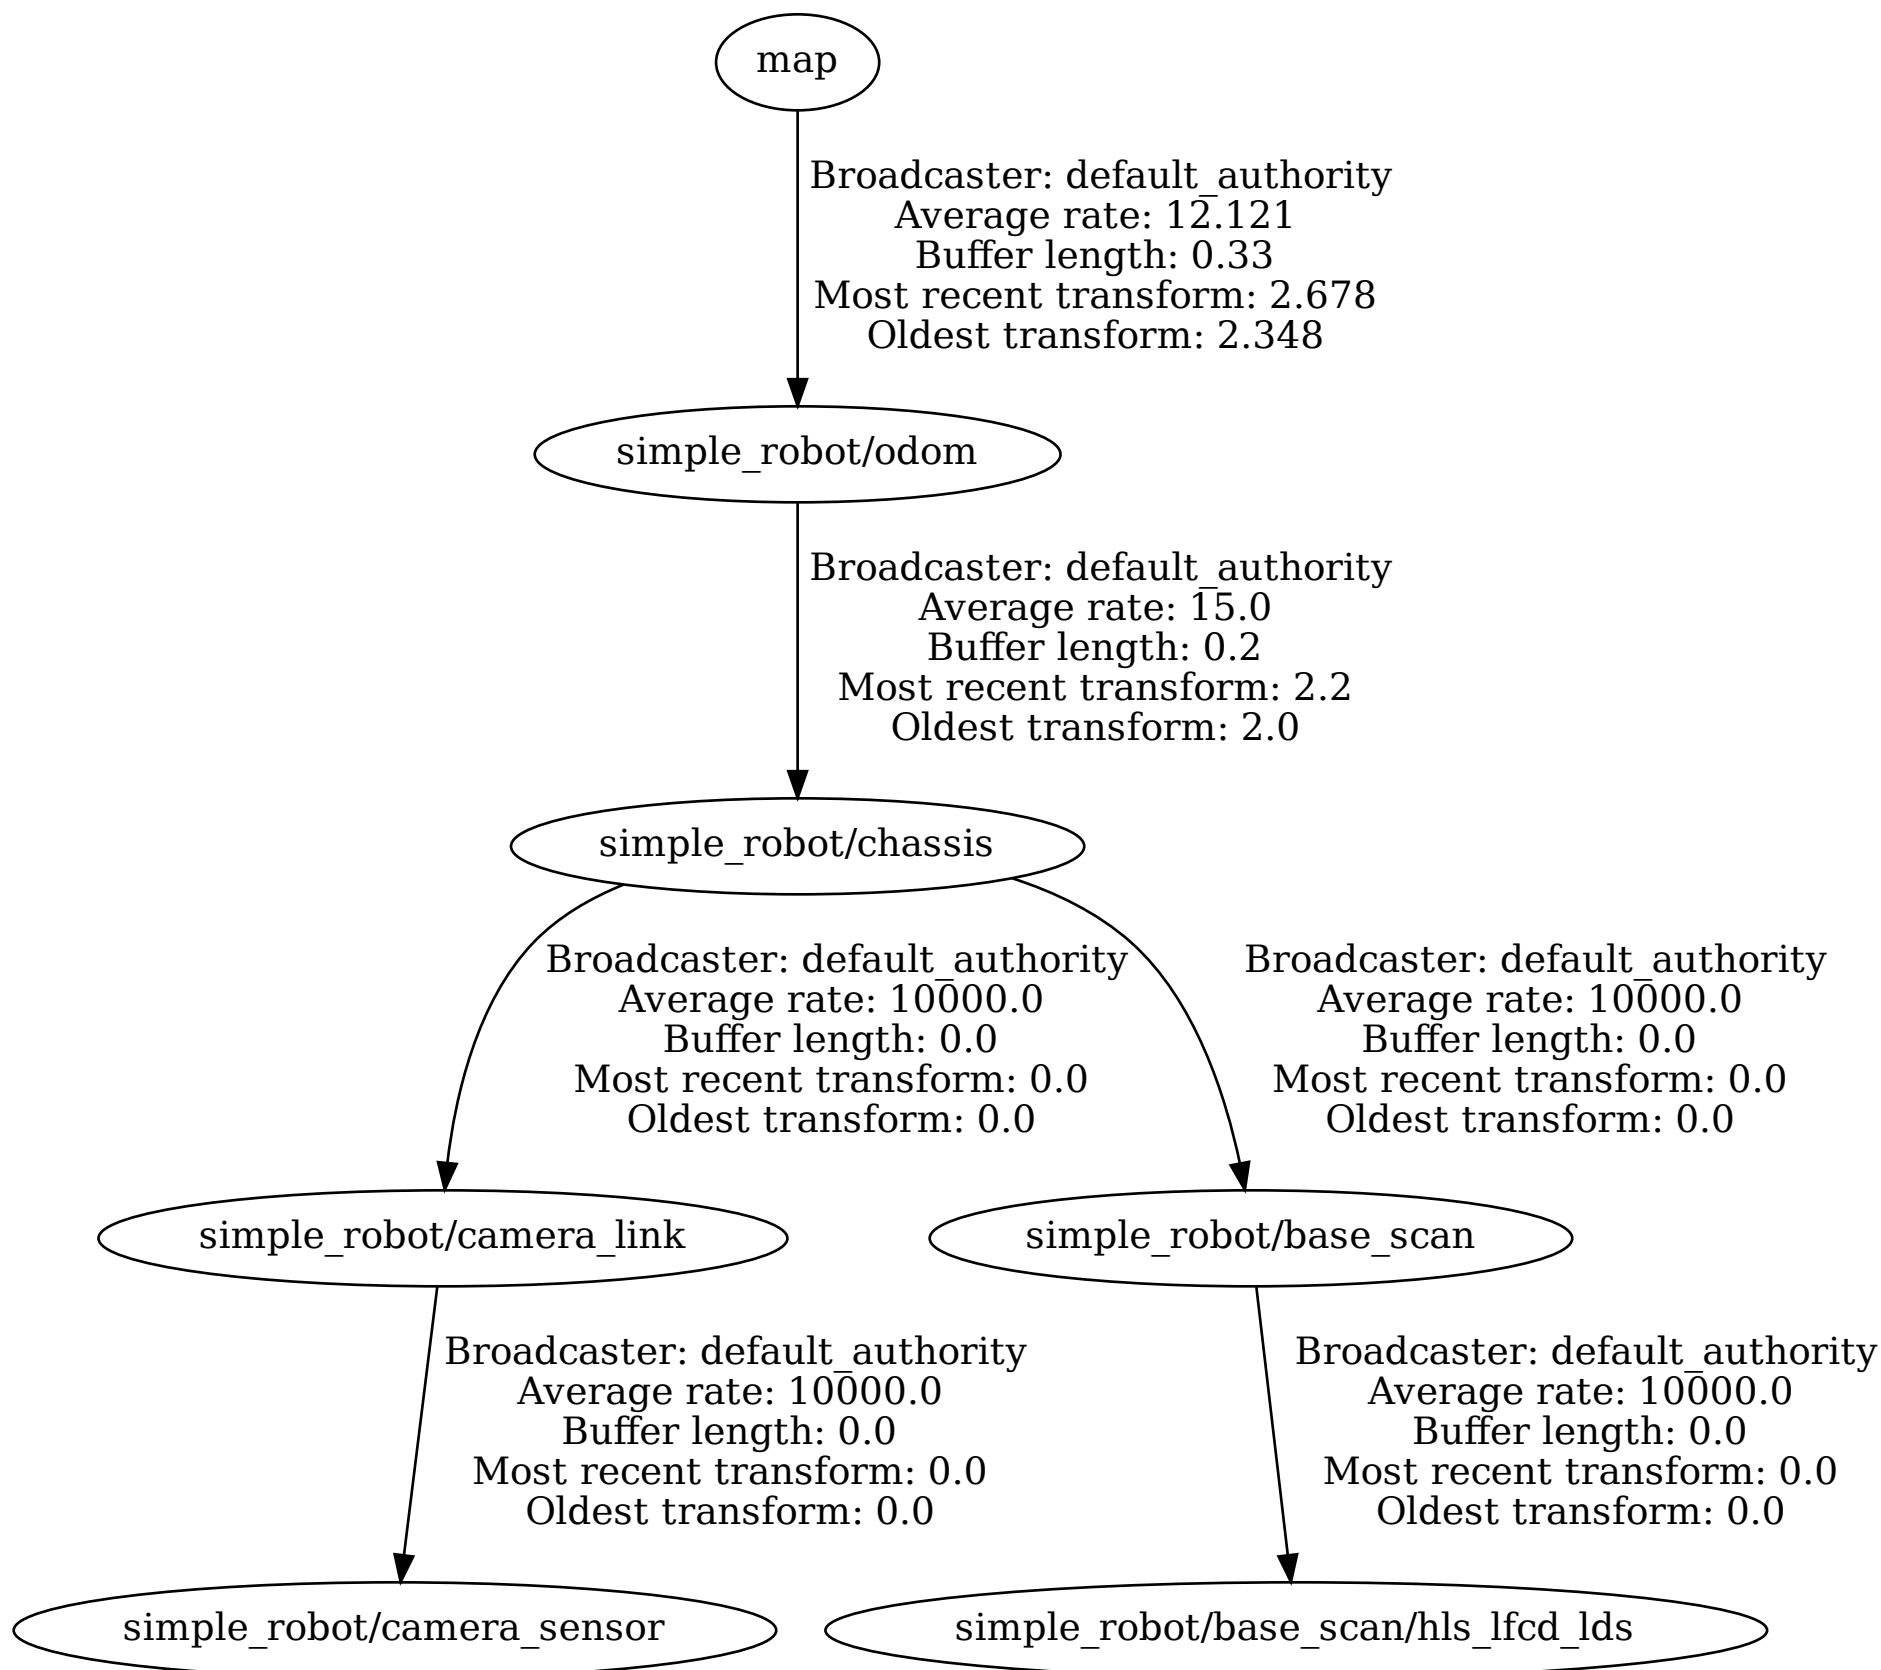 map
Broadcaster: default_authority
Average rate: 12.121
Buffer length: 0.33
Most recent transform: 2.678
Oldest transform: 2.348
simple_robot/odom
Broadcaster: default_authority
Average rate: 15.0
Buffer length: 0.2
Most recent transform: 2.2
Oldest transform: 2.0
simple_robot/chassis
Broadcaster: default_authority
Average rate: 10000.0
Buffer length: 0.0
Most recent transform: 0.0
Oldest transform: 0.0
Broadcaster: default_authority
Average rate: 10000.0
Buffer length: 0.0
Most recent transform: 0.0
Oldest transform: 0.0
simple_robot/camera_link
simple_robot/base_scan
Broadcaster: default_authority
Average rate: 10000.0
Buffer length: 0.0
Most recent transform: 0.0
Oldest transform: 0.0
Broadcaster: default_authority
Average rate: 10000.0
Buffer length: 0.0
Most recent transform: 0.0
Oldest transform: 0.0
simple_robot/camera_sensor
simple_robot/base_scan/hls_lfcd_lds